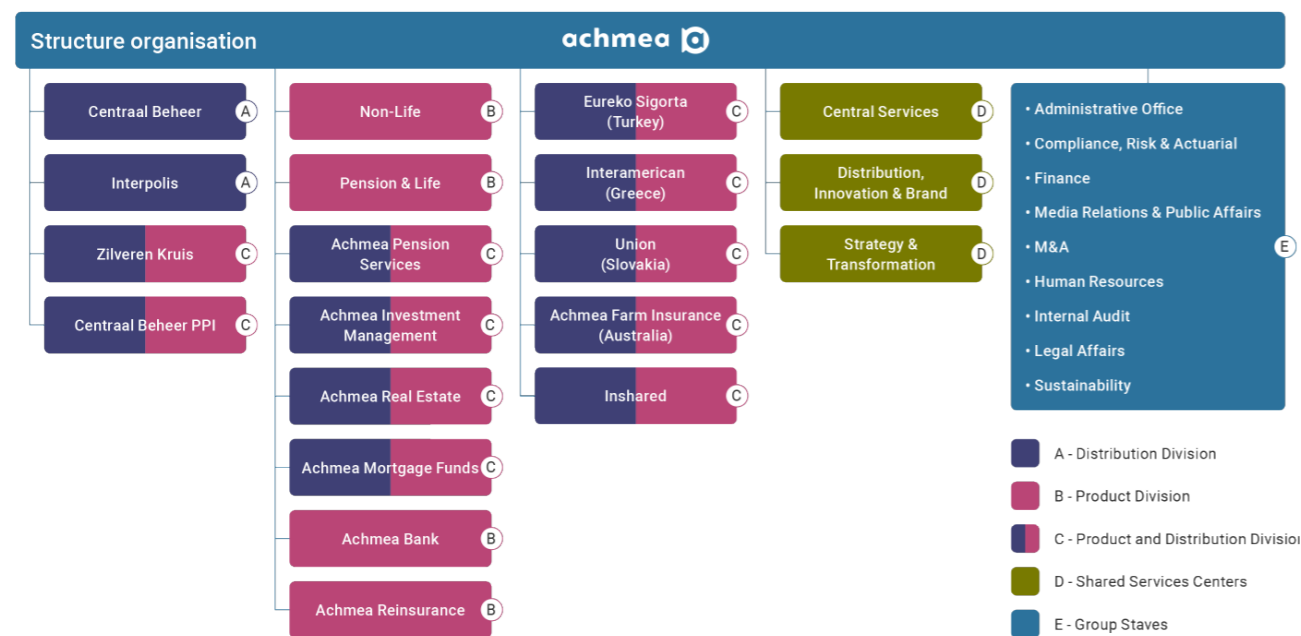 Structure organisation
achmea
Centraal Beheer A
Interpolis A
Zilveren Kruis C
Centraal Beheer PPI C
Non-Life B
Pension & Life B
Achmea Pension
Services C
Achmea Investment
Management C
Achmea Real Estate C
Achmea Mortgage Funds C
Achmea Bank B
Achmea Reinsurance B
Eureko Sigorta
(Turkey) C
Interamerican
(Greece) C
Union
(Slovakia) C
Achmea Farm Insurance
(Australia) C
Inshared C
Central Services D
Distribution,
Innovation & Brand D
Strategy &
Transformation D
• Administrative Office
• Compliance, Risk & Actuarial
• Finance
• Media Relations & Public Affairs
• M&A
• Human Resources
• Internal Audit
• Legal Affairs
• Sustainability
E
A - Distribution Division
B - Product Division
C - Product and Distribution Division
D - Shared Services Centers
E - Group Staves